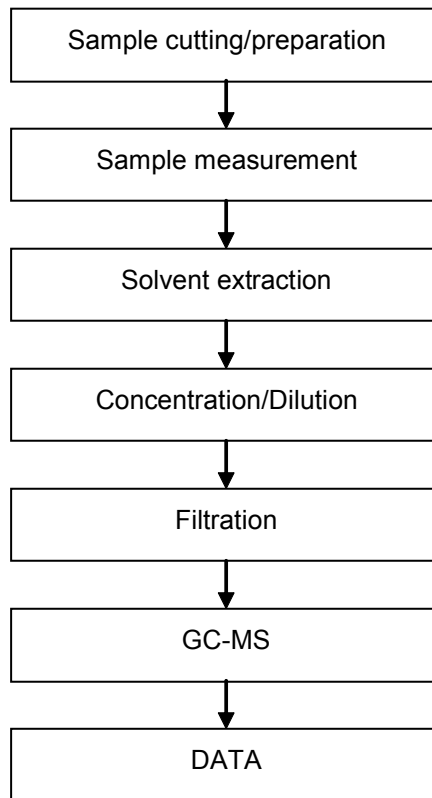 Sample cutting/preparation
Sample measurement
Solvent extraction
Concentration/Dilution
Filtration
GC-MS
DATA